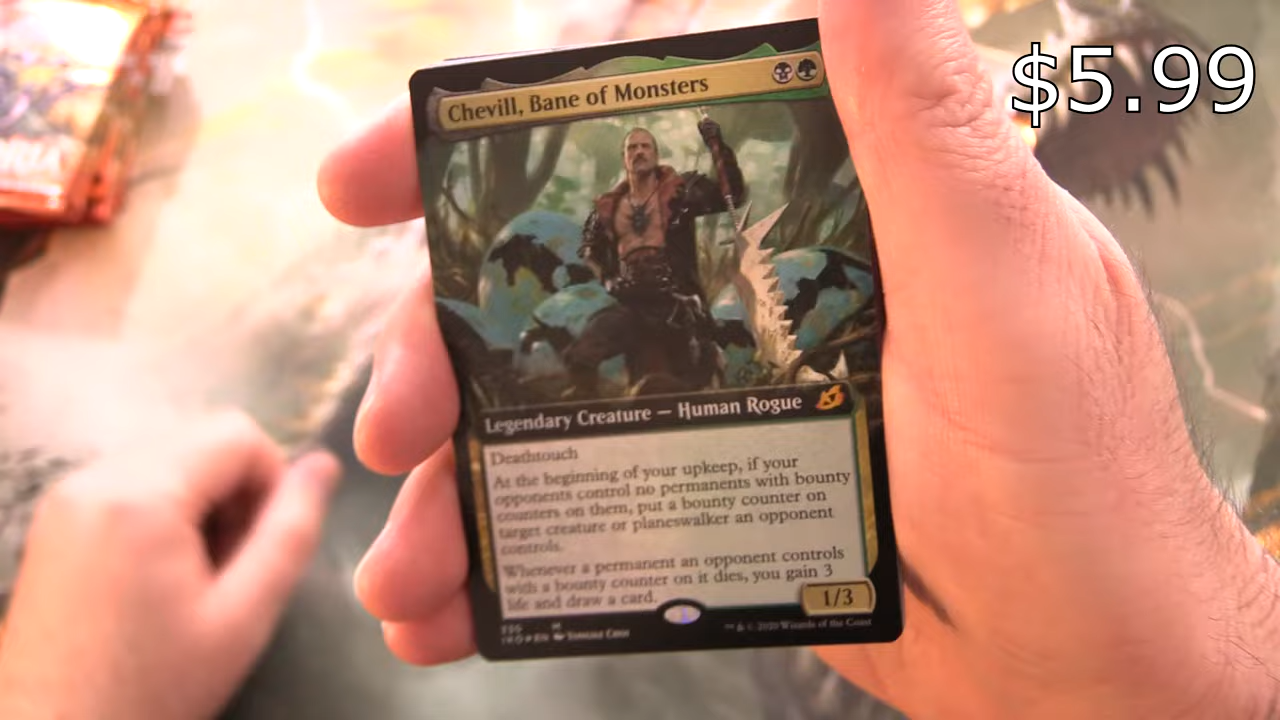 $5.99
Chevill, Bane of Monsters
Legendary Creature — Human Rogue
Deathtouch
At the beginning of your upkeep, if your
opponents control no permanents with bounty
counters on them, put a bounty counter on
target creature or planeswalker an opponent
controls.
Whenever a permanent an opponent controls
with a bounty counter on it dies, you gain 3
life and draw a card.
1/3
& © 2020 Wizards of the Coast